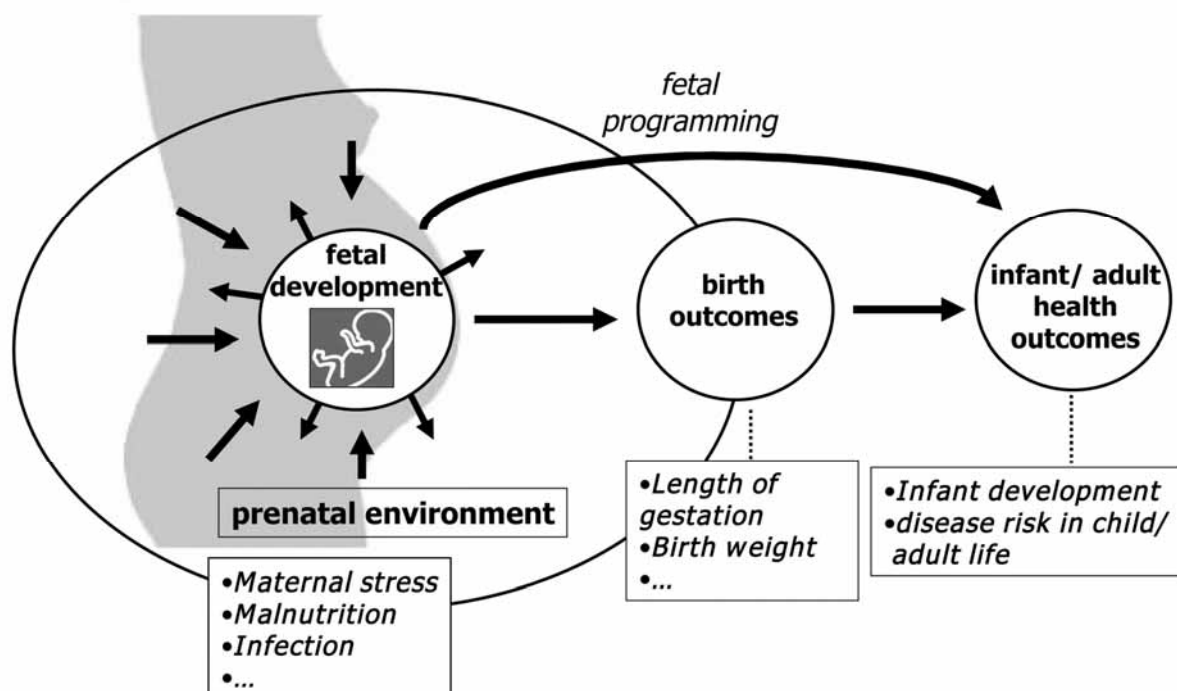 fetal
programming
fetal
development
birth
outcomes
infant/ adult
health
outcomes
prenatal environment
•Maternal stress
•Malnutrition
•Infection
•...
•Length of
gestation
•Birth weight
•...
•Infant development
•disease risk in child/
adult life